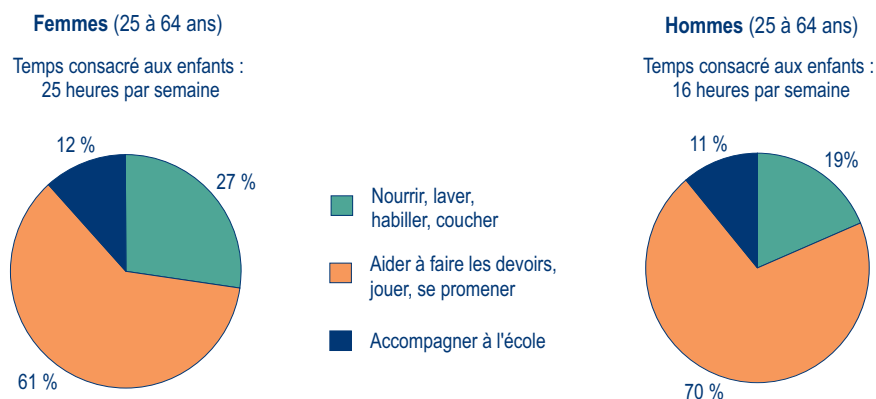 Femmes (25 à 64 ans)
Temps consacré aux enfants :
25 heures par semaine
12 %
27 %
61 %
Nourrir, laver,
habiller, coucher
Aider à faire les devoirs,
jouer, se promener
Accompagner à l'école
Hommes (25 à 64 ans)
Temps consacré aux enfants :
16 heures par semaine
11 %
19%
70 %